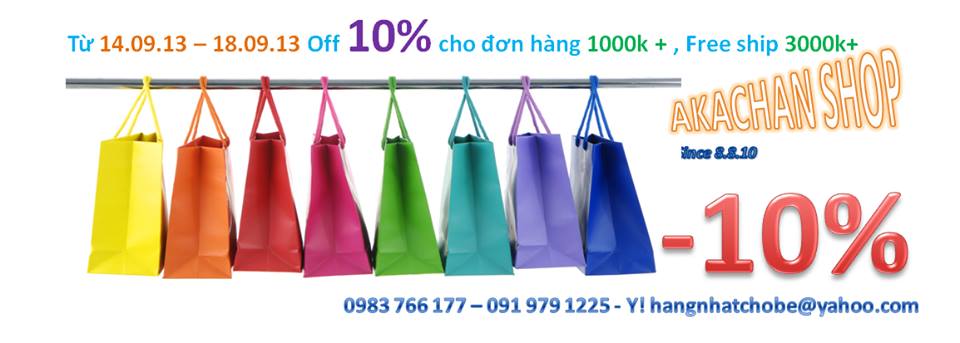 Từ 14.09.13 – 18.09.13 Off 10% cho đơn hàng 1000k + , Free ship 3000k+
AKACHAN SHOP
Since 8.8.10
-10%
0983 766 177 – 091 979 1225 - Y! hangnhatchobe@yahoo.com